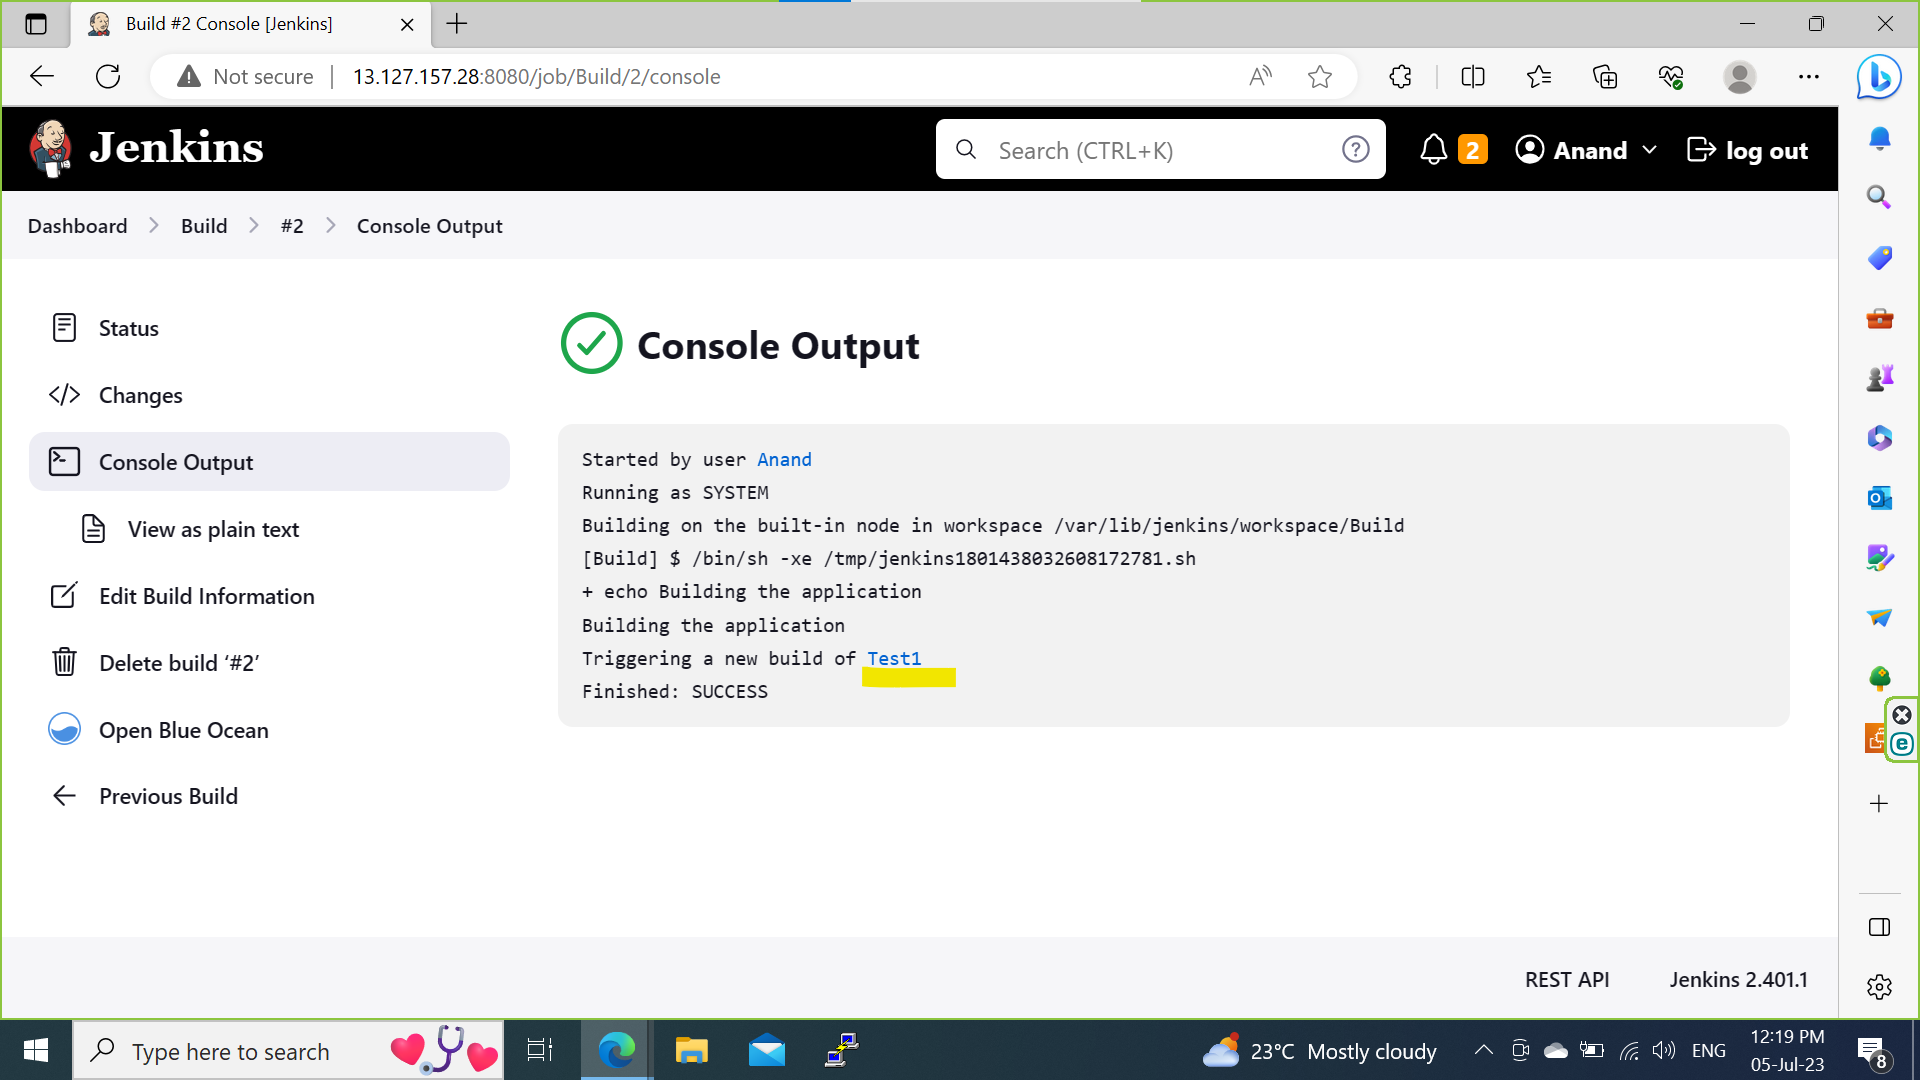 Build #2 Console [Jenkins]
Not secure
13.127.157.28:8080/job/Build/2/console
Jenkins
Search (CTRL+K)
2
Anand
log out
Dashboard
Build
#2
Console Output
Status
Changes
Console Output
View as plain text
Edit Build Information
Delete build ‘#2’
Open Blue Ocean
Previous Build
Console Output
Started by user Anand
Running as SYSTEM
Building on the built-in node in workspace /var/lib/jenkins/workspace/Build
[Build] $ /bin/sh -xe /tmp/jenkins1801438032608172781.sh
+ echo Building the application
Building the application
Triggering a new build of Test1
Finished: SUCCESS
REST API
Jenkins 2.401.1
Type here to search
23°C Mostly cloudy
ENG
12:19 PM
05-Jul-23
8